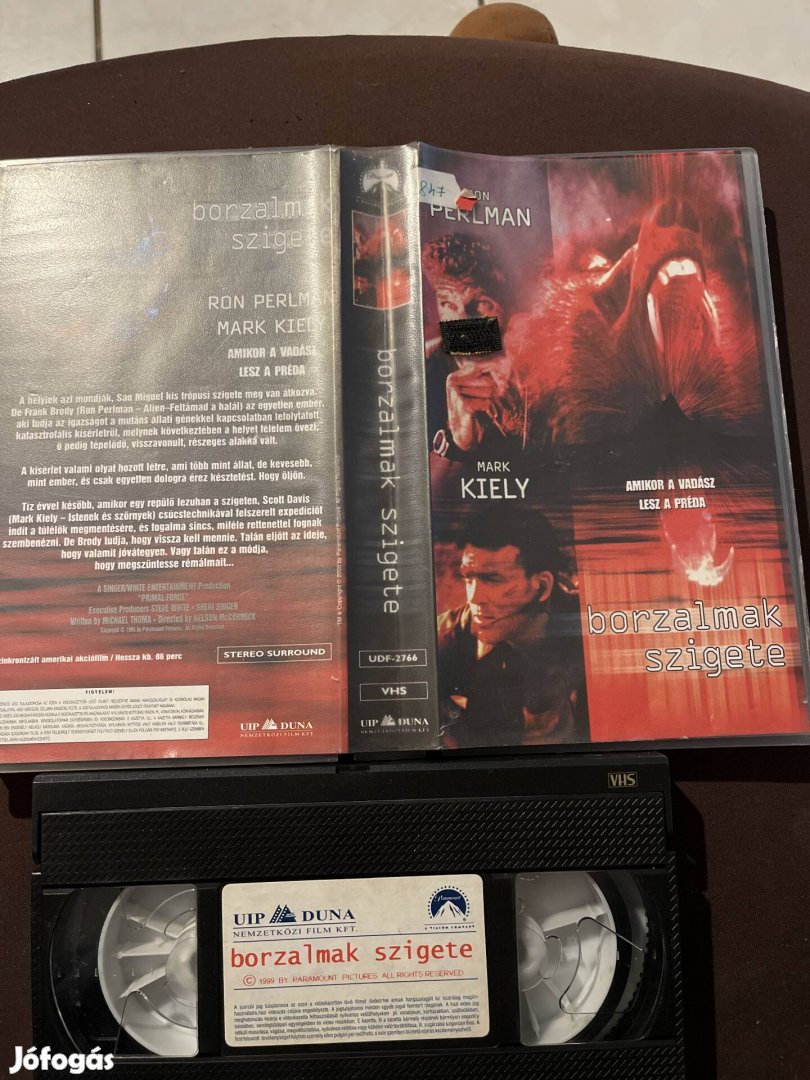 borzalm
szigete
RON PERLMAN
MARK KIELY
AMIKOR A VADÁSZ
LESZ A PRÉDA
A helyiek azt mondják, San Miguel kis trópusi szigete meg van átkozva.
De Frank Brody (Ron Perlman – Alien–Feltámad a halál) az egyetlen ember,
aki tudja az igazságot a mutáns állati génekkel kapcsolatban lefolytatott
katasztrofális kísérletről, melynek következtében a helyet félelem övezi,
ő pedig tépelődő, visszavonult, részeges alakká vált.
A kísérlet valami olyat hozott létre, ami több mint állat, de kevesebb,
mint ember, és csak egyetlen dologra érez késztetést. Hogy öljön.
Tíz évvel később, amikor egy repülő lezuhan a szigeten, Scott Davis
(Mark Kiely – Istenek és szörnyek) csúcstechnikával felszerelt expedíciót
indít a túlélők megmentésére, és fogalma sincs, miféle rettenettel fognak
szembenézni. De Brody tudja, hogy vissza kell mennie. Talán eljött az ideje,
hogy valamit jóvátegyen. Vagy talán ez a módja,
hogy megszüntesse rémálmait...
A SINGER/WHITE ENTERTAINMENT Production
"PRIMAL FORCE"
Executive Producers STEVE WHITE · SHERI SINGER
Written by MICHAEL THOMA · Directed by NELSON McCORMICK
zinkronizált amerikai akciófilm / Hossza kb. 86 perc
STEREO SURROUND
FIGYELEM!
UIP DUNA
NEMZETKÖZI FILM KFT.
borzalmak szigete
UDF-2766
VHS
UIP DUNA
NEMZETKÖZI FILM KFT.
847
RON
PERLMAN
MARK
KIELY
AMIKOR A VADÁSZ
LESZ A PRÉDA
borzalmak
szigete
VHS
UIP DUNA
NEMZETKÖZI FILM KFT.
Paramount
A VIACOM COMPANY
borzalmak szigete
© 1999 BY PARAMOUNT PICTURES. ALL RIGHTS RESERVED
Jófogás